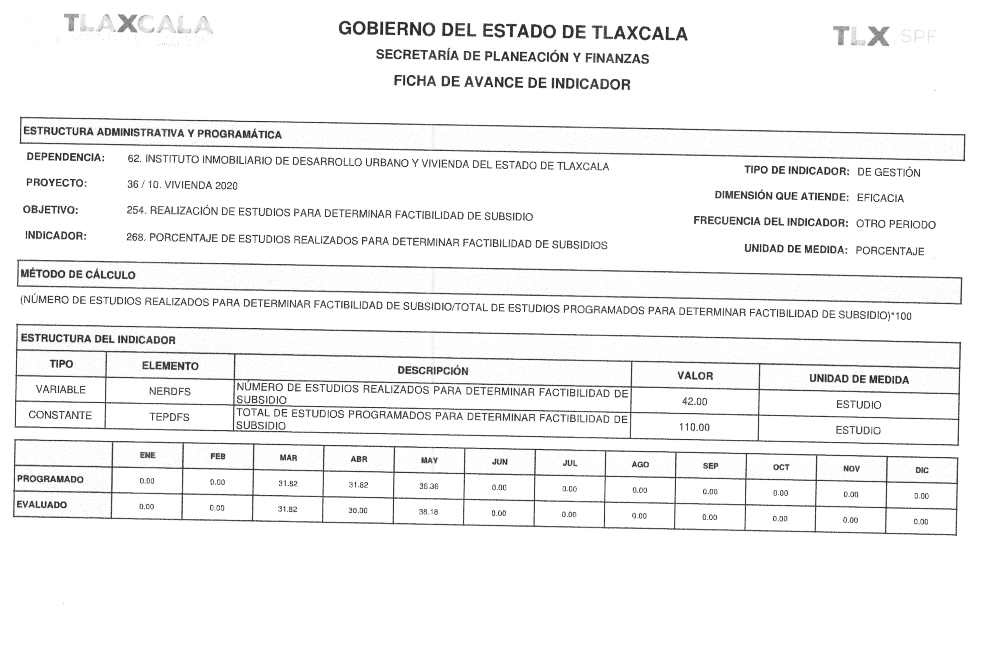 TLAXCALA
GOBIERNO DEL ESTADO DE TLAXCALA
TLX SPF
SECRETARÍA DE PLANEACIÓN Y FINANZAS
FICHA DE AVANCE DE INDICADOR
ESTRUCTURA ADMINISTRATIVA Y PROGRAMÁTICA
DEPENDENCIA: 62. INSTITUTO INMOBILIARIO DE DESARROLLO URBANO Y VIVIENDA DEL ESTADO DE TLAXCALA
TIPO DE INDICADOR: DE GESTIÓN
PROYECTO: 36 / 10. VIVIENDA 2020
DIMENSIÓN QUE ATIENDE: EFICACIA
OBJETIVO: 254. REALIZACIÓN DE ESTUDIOS PARA DETERMINAR FACTIBILIDAD DE SUBSIDIO
FRECUENCIA DEL INDICADOR: OTRO PERIODO
INDICADOR: 268. PORCENTAJE DE ESTUDIOS REALIZADOS PARA DETERMINAR FACTIBILIDAD DE SUBSIDIOS
UNIDAD DE MEDIDA: PORCENTAJE
MÉTODO DE CÁLCULO
(NÚMERO DE ESTUDIOS REALIZADOS PARA DETERMINAR FACTIBILIDAD DE SUBSIDIO/TOTAL DE ESTUDIOS PROGRAMADOS PARA DETERMINAR FACTIBILIDAD DE SUBSIDIO)*100
ESTRUCTURA DEL INDICADOR
TIPO ELEMENTO DESCRIPCIÓN VALOR UNIDAD DE MEDIDA
VARIABLE NERDFS NÚMERO DE ESTUDIOS REALIZADOS PARA DETERMINAR FACTIBILIDAD DE
SUBSIDIO 42.00 ESTUDIO
CONSTANTE TEPDFS TOTAL DE ESTUDIOS PROGRAMADOS PARA DETERMINAR FACTIBILIDAD DE
SUBSIDIO 110.00 ESTUDIO
ENE FEB MAR ABR MAY JUN JUL AGO SEP OCT NOV DIC
PROGRAMADO 0.00 0.00 31.82 31.82 36.36 0.00 0.00 0.00 0.00 0.00 0.00 0.00
EVALUADO 0.00 0.00 31.82 30.00 38.18 0.00 0.00 0.00 0.00 0.00 0.00 0.00